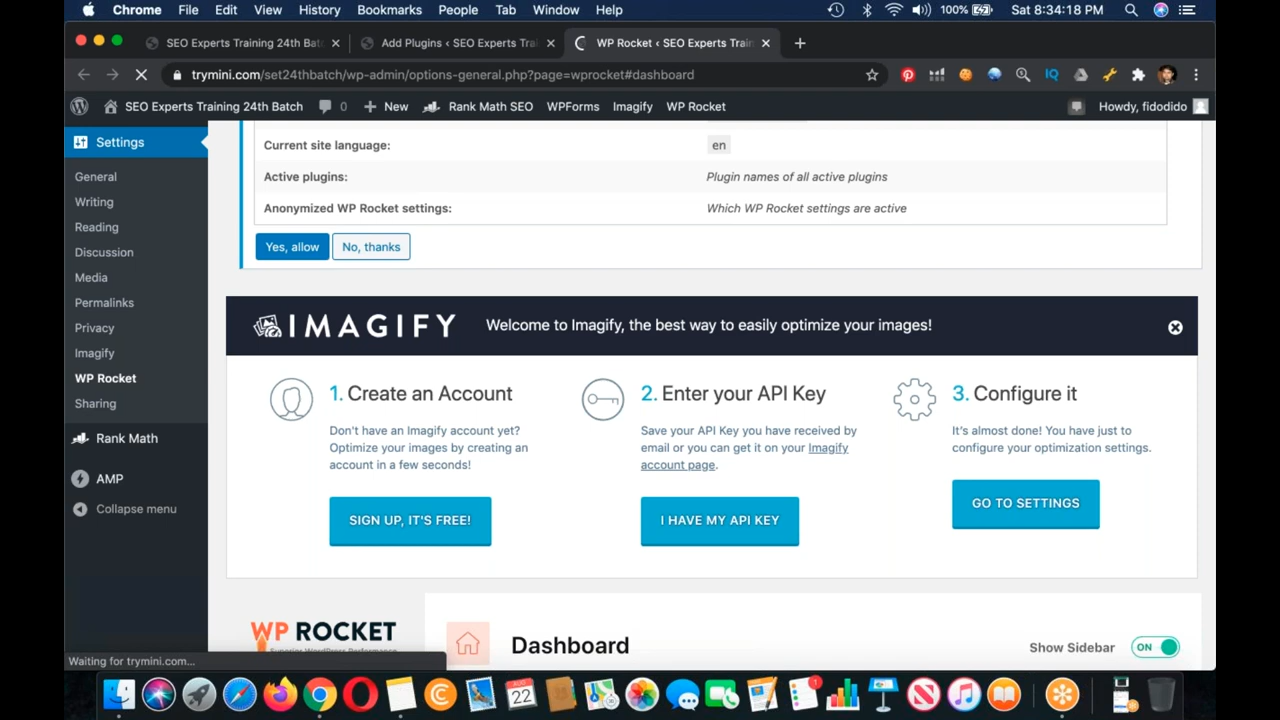 Chrome File Edit View History Bookmarks People Tab Window Help 100% Sat 8:34:18 PM
SEO Experts Training 24th Bat Add Plugins ‹ SEO Experts Trai WP Rocket ‹ SEO Experts Train
trymini.com/set24thbatch/wp-admin/options-general.php?page=wprocket#dashboard
SEO Experts Training 24th Batch 0 New Rank Math SEO WPForms Imagify WP Rocket Howdy, fidodido
Settings
General
Writing
Reading
Discussion
Media
Permalinks
Privacy
Imagify
WP Rocket
Sharing
Rank Math
AMP
Collapse menu
Current site language: en
Active plugins: Plugin names of all active plugins
Anonymized WP Rocket settings: Which WP Rocket settings are active
Yes, allow No, thanks
IMAGIFY Welcome to Imagify, the best way to easily optimize your images!
1. Create an Account
Don't have an Imagify account yet?
Optimize your images by creating an
account in a few seconds!
SIGN UP, IT'S FREE!
2. Enter your API Key
Save your API Key you have received by
email or you can get it on your Imagify
account page.
I HAVE MY API KEY
3. Configure it
It's almost done! You have just to
configure your optimization settings.
GO TO SETTINGS
WP ROCKET
Dashboard
Show Sidebar ON
Waiting for trymini.com...